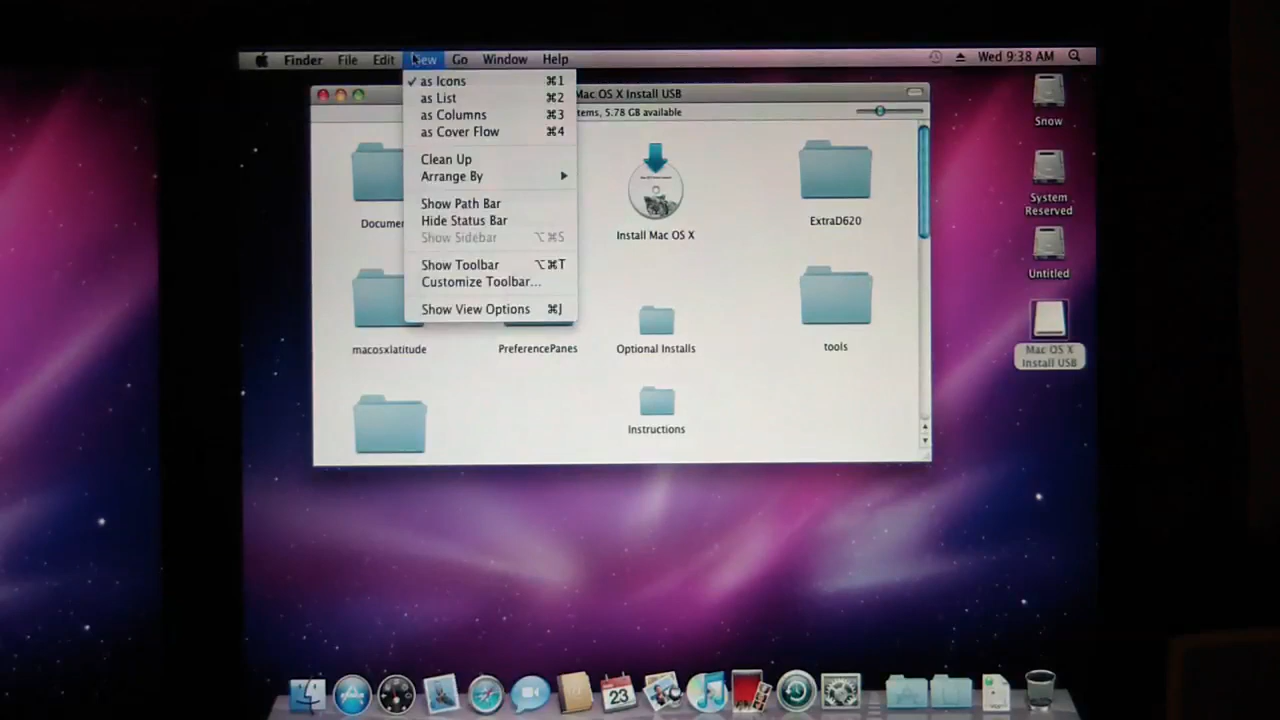 Finder File Edit View Go Window Help Wed 9:38 AM
as Icons ⌘1
as List ⌘2
as Columns ⌘3
as Cover Flow ⌘4
Clean Up
Arrange By
Show Path Bar
Hide Status Bar
Show Sidebar ⌥⌘S
Show Toolbar ⌥⌘T
Customize Toolbar...
Show View Options ⌘J
Mac OS X Install USB
tems, 5.78 GB available
Documen
Install Mac OS X
ExtraD620
macosxlatitude
PreferencePanes
Optional Installs
tools
Instructions
Snow
System
Reserved
Untitled
Mac OS X
Install USB
23